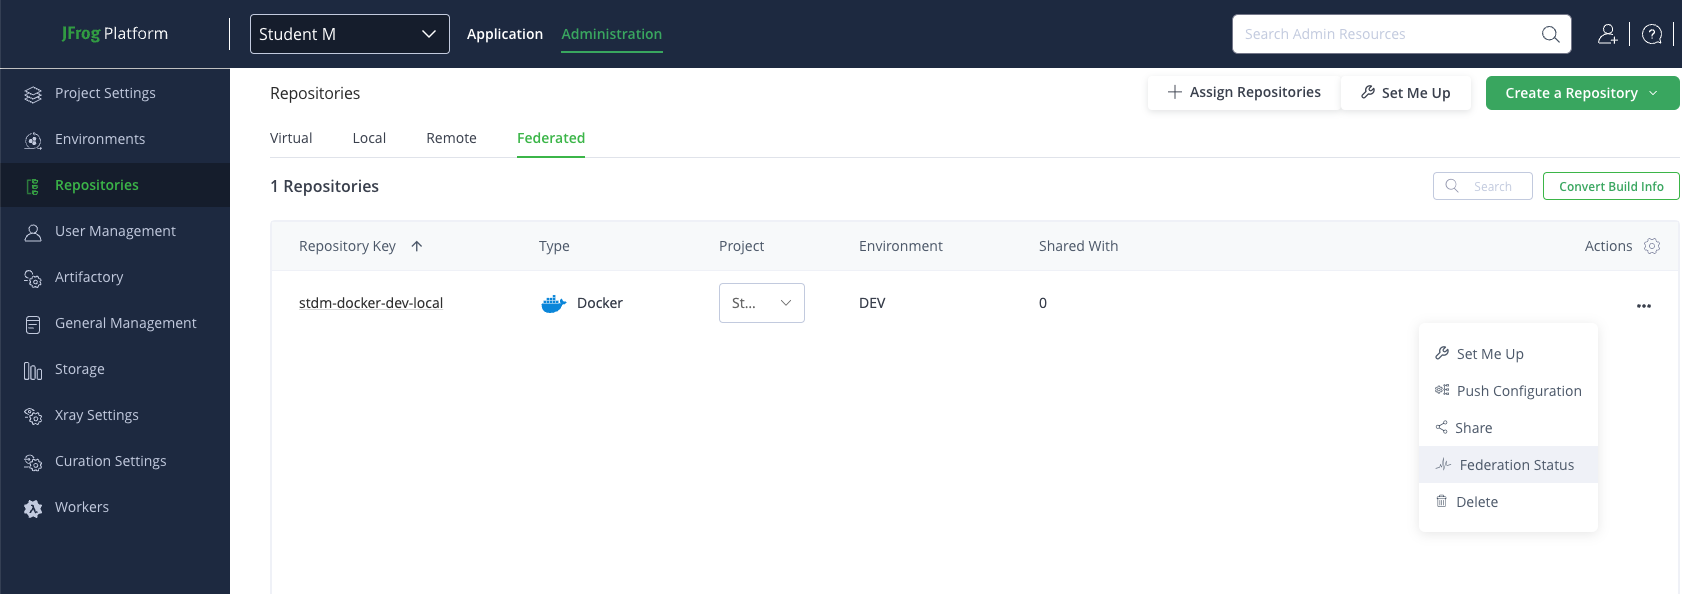 JFrog Platform
Student M
Application
Administration
Search Admin Resources
Project Settings
Environments
Repositories
User Management
Artifactory
General Management
Storage
Xray Settings
Curation Settings
Workers
Repositories
Assign Repositories
Set Me Up
Create a Repository
Virtual
Local
Remote
Federated
1 Repositories
Search
Convert Build Info
Repository Key
Type
Project
Environment
Shared With
Actions
stdm-docker-dev-local
Docker
St...
DEV
0
Set Me Up
Push Configuration
Share
Federation Status
Delete